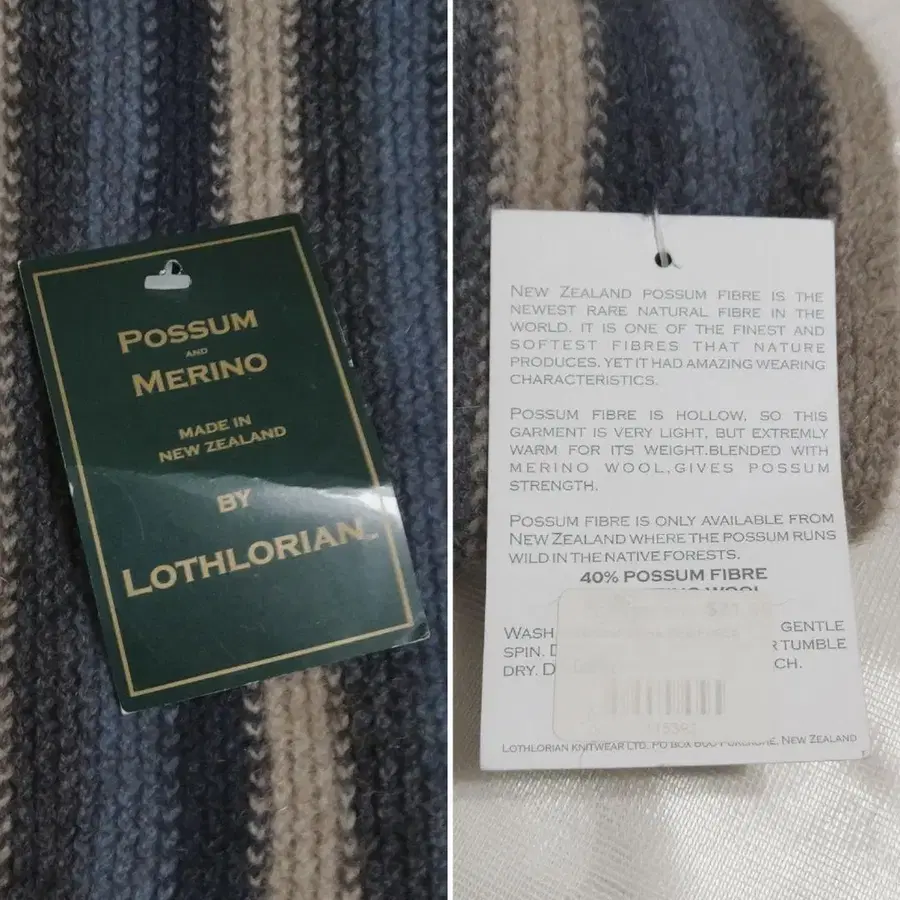 POSSUM
AND
MERINO
MADE IN
NEW ZEALAND
BY
LOTHLORIAN
NEW ZEALAND POSSUM FIBRE IS THE
NEWEST RARE NATURAL FIBRE IN THE
WORLD. IT IS ONE OF THE FINEST AND
SOFTEST FIBRES THAT NATURE
PRODUCES. YET IT HAD AMAZING WEARING
CHARACTERISTICS.
POSSUM FIBRE IS HOLLOW, SO THIS
GARMENT IS VERY LIGHT, BUT EXTREMLY
WARM FOR ITS WEIGHT.BLENDED WITH
MERINO WOOL,GIVES POSSUM
STRENGTH.
POSSUM FIBRE IS ONLY AVAILABLE FROM
NEW ZEALAND WHERE THE POSSUM RUNS
WILD IN THE NATIVE FORESTS.
40% POSSUM FIBRE
WOOL
WASH GENTLE
SPIN. TUMBLE
DRY.
LOTHLORIAN KNITWEAR LTD. PO BOX NEW ZEALAND